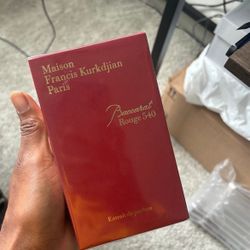 Maison
Francis Kurkdjian
Paris
Baccarat
Rouge 540
Extrait de parfum